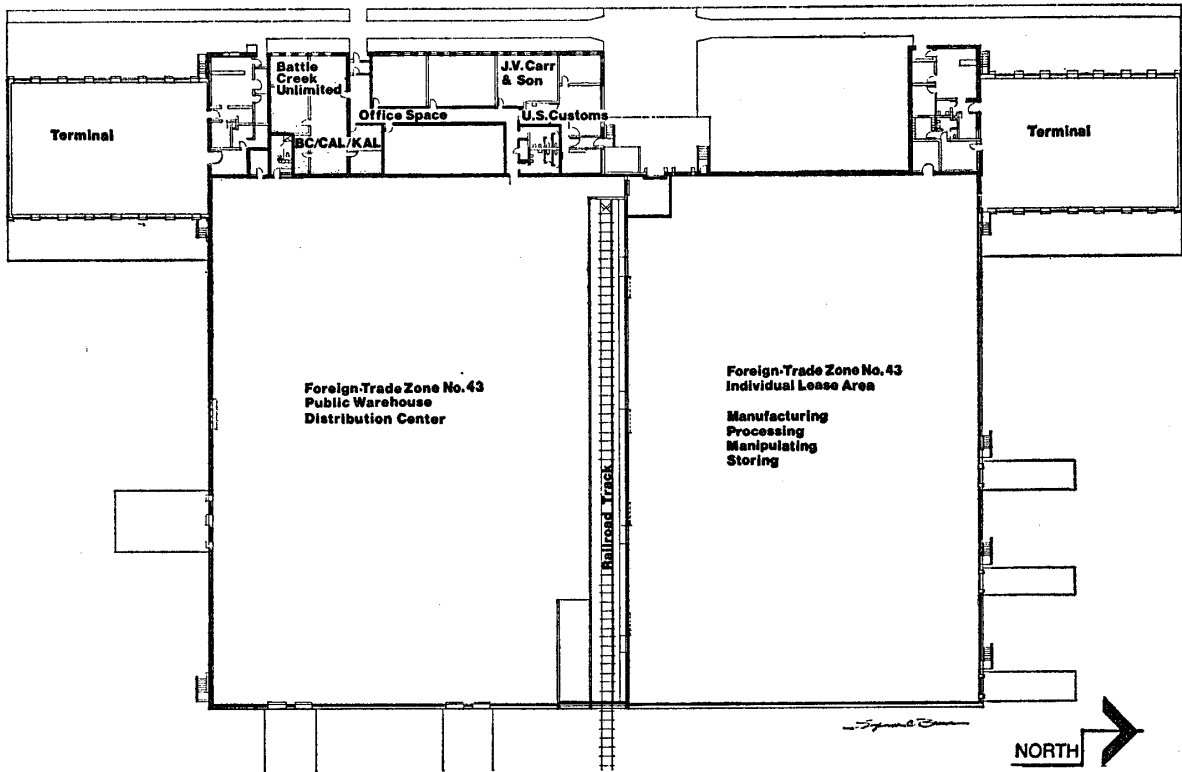 Battle
Creek
Unlimited
J.V. Carr
& Son
Terminal
Office Space
U.S. Customs
BC/CAL/KAL
Terminal
Foreign-Trade Zone No. 43
Public Warehouse
Distribution Center
Foreign-Trade Zone No. 43
Individual Lease Area
Manufacturing
Processing
Manipulating
Storing
Railroad Track
NORTH